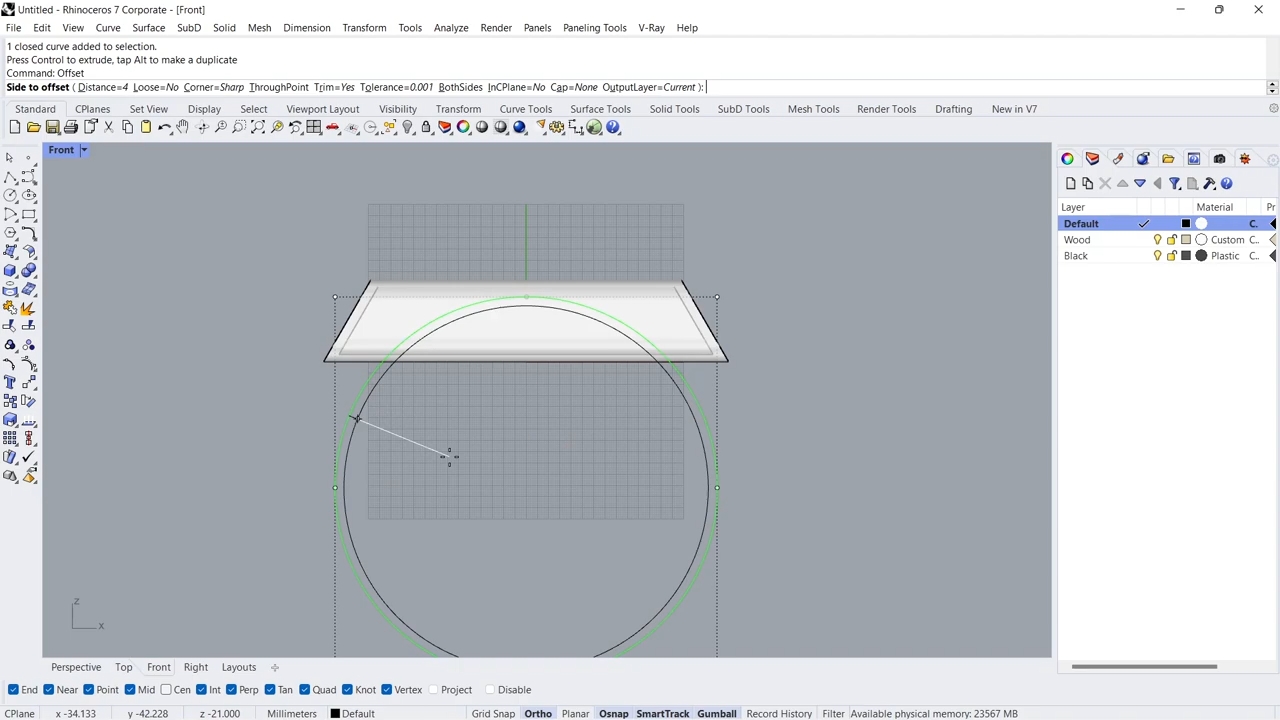 Untitled - Rhinoceros 7 Corporate - [Front]
File Edit View Curve Surface SubD Solid Mesh Dimension Transform Tools Analyze Render Panels Paneling Tools V-Ray Help
1 closed curve added to selection.
Press Control to extrude, tap Alt to make a duplicate
Command: Offset
Side to offset ( Distance=4 Loose=No Corner=Sharp ThroughPoint Trim=Yes Tolerance=0.001 BothSides InCPlane=No Cap=None OutputLayer=Current ):
Standard CPlanes Set View Display Select Viewport Layout Visibility Transform Curve Tools Surface Tools Solid Tools SubD Tools Mesh Tools Render Tools Drafting New in V7
Front
Layer Material Pr
Default C.
Wood Custom C..
Black Plastic C..
z
x
Perspective Top Front Right Layouts
End Near Point Mid Cen Int Perp Tan Quad Knot Vertex Project Disable
CPlane x -34.133 y -42.228 z -21.000 Millimeters Default Grid Snap Ortho Planar Osnap SmartTrack Gumball Record History Filter Available physical memory: 23567 MB